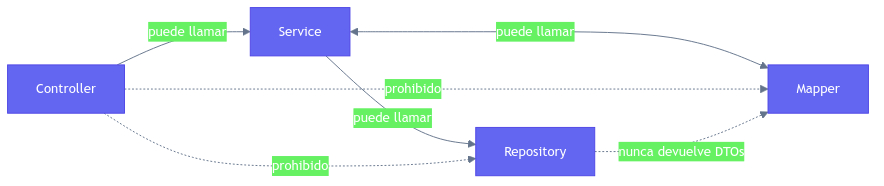 puede llamar
Service
puede llamar
Controller
prohibido
Mapper
puede llamar
Repository
nunca devuelve DTOs
prohibido